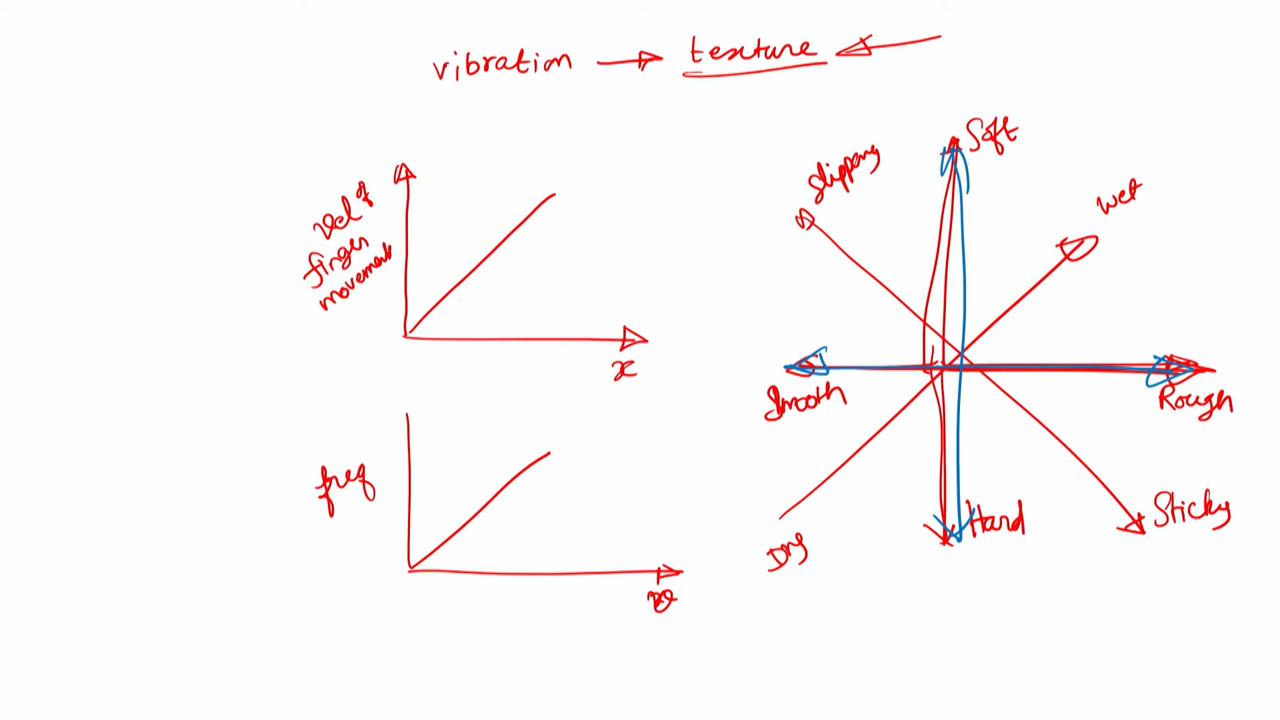 vibration → texture ←
Vel of
finger
movement
x
freq
Soft
Slippery
Wet
Smooth
Rough
Sticky
Hard
Dry